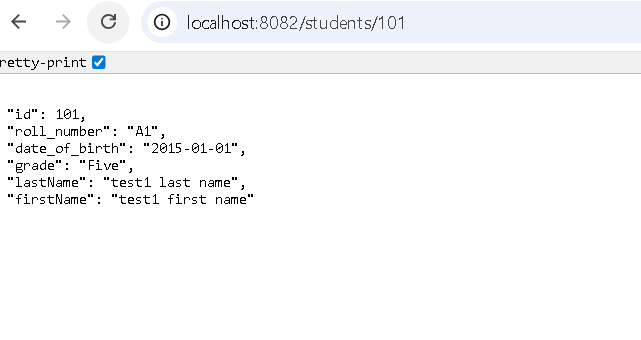 localhost:8082/students/101
retty-print
"id": 101,
"roll_number": "A1",
"date_of_birth": "2015-01-01",
"grade": "Five",
"lastName": "test1 last name",
"firstName": "test1 first name"